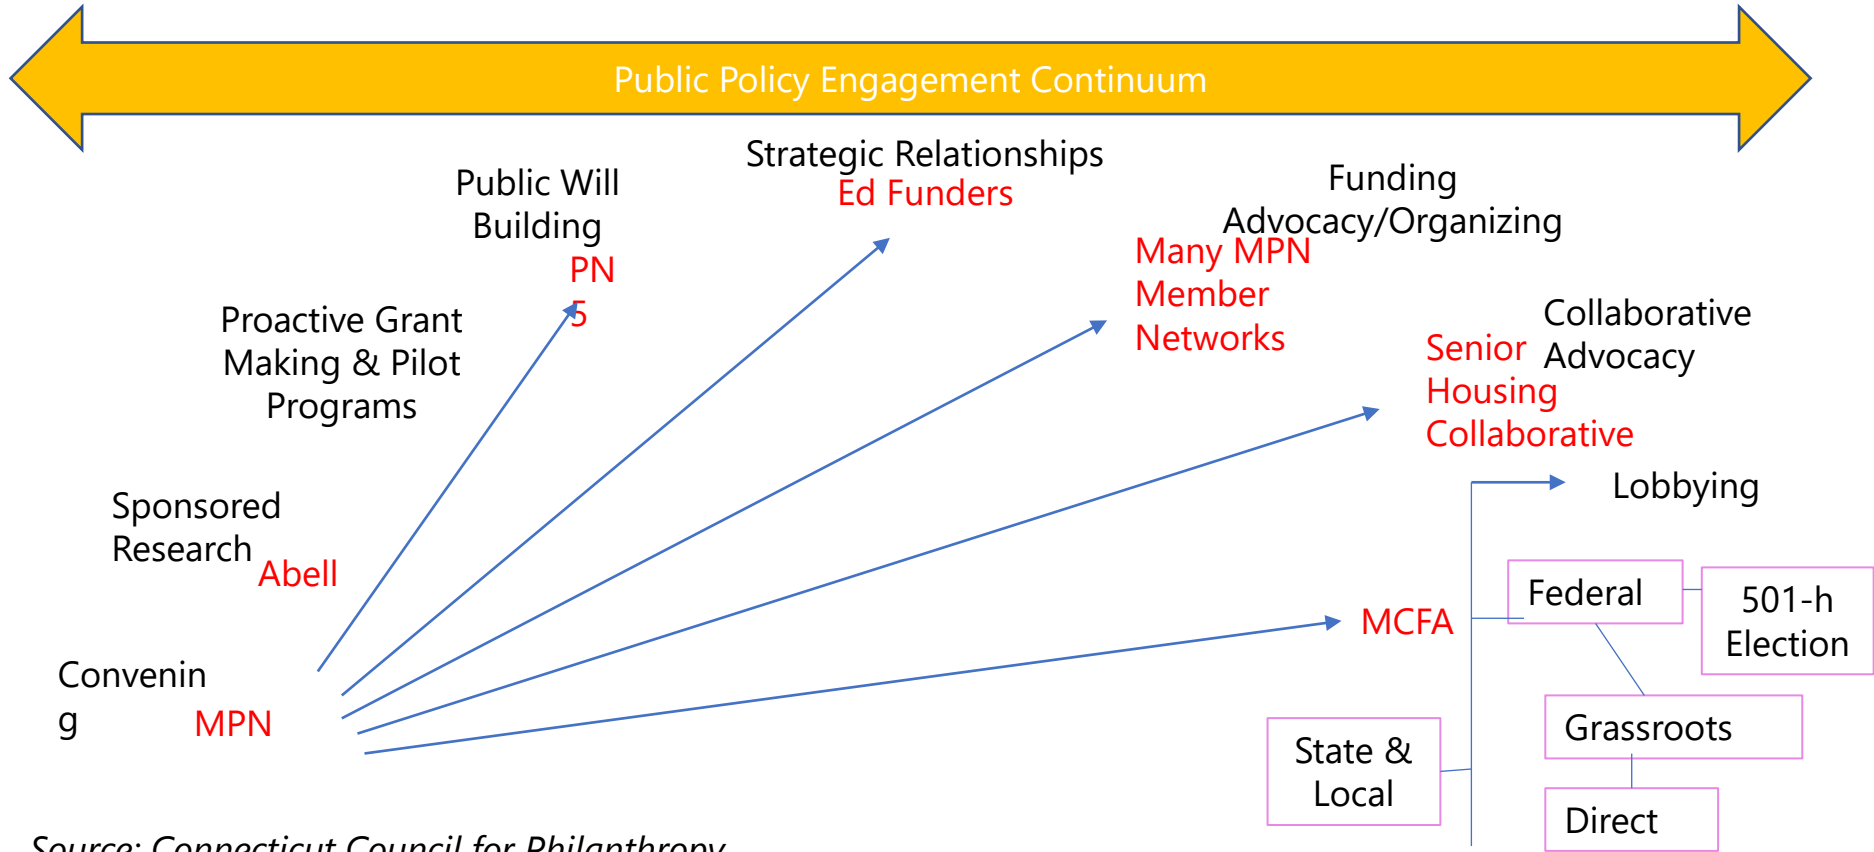 Public Policy Engagement Continuum
Strategic Relationships
Ed Funders
Public Will
Building
PN
5
Funding
Advocacy/Organizing
Many MPN
Member
Networks
Proactive Grant
Making & Pilot
Programs
Collaborative
Advocacy
Senior
Housing
Collaborative
Sponsored
Research
Abell
Lobbying
Federal
501-h
Election
MCFA
Convenin
g
MPN
Grassroots
State &
Local
Direct
Source: Connecticut Council for Philanthropy